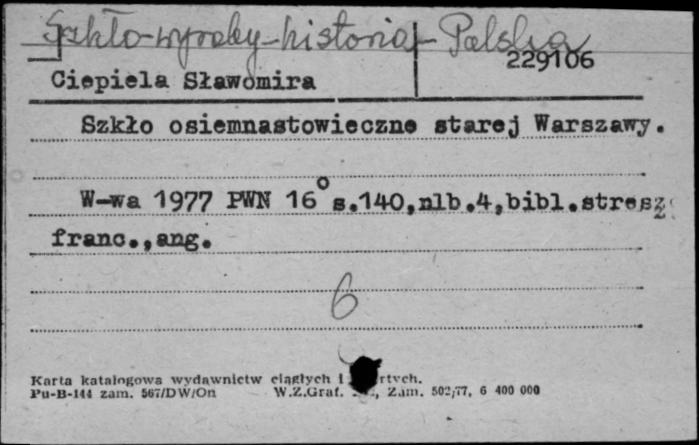 Szkło-wyroby-historia-Polska
229106
Ciepiela Sławomira
Szkło osiemnastowieczne starej Warszawy.
W-wa 1977 PWN 16° s.140,nlb.4,bibl.stresz
franc.,ang.
6
Karta katalogowa wydawnictw ciągłych i
Pu-B-144 zam. 567/DW/On W.Z.Graf. Zam. 502/77, 6 400 000